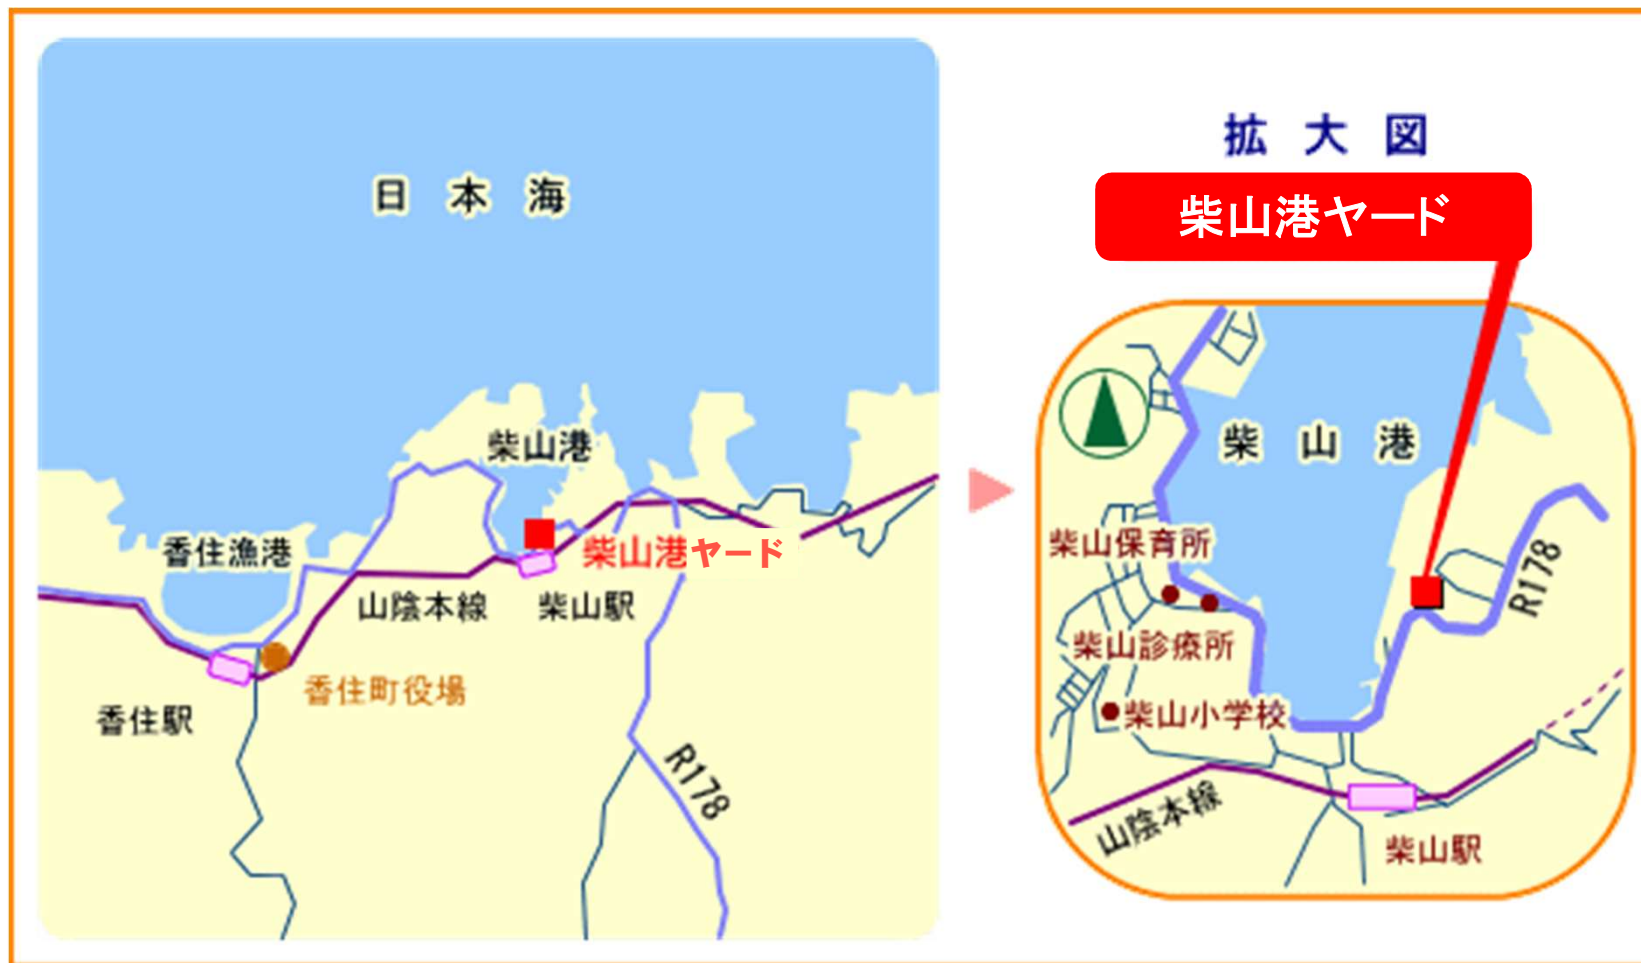 日本海
柴山港
香住漁港
柴山港ヤード
山陰本線
柴山駅
香住町役場
香住駅
R178
拡大図
柴山港ヤード
柴山港
柴山保育所
R178
柴山診療所
柴山小学校
山陰本線
柴山駅